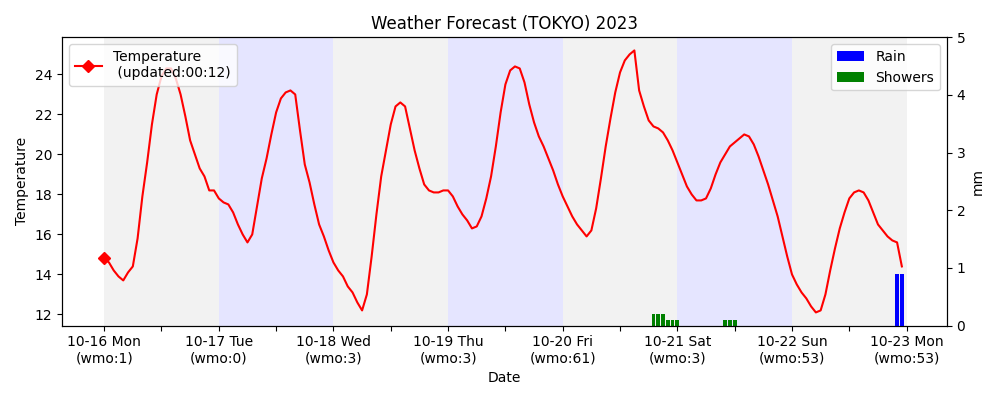 Weather Forecast (TOKYO) 2023
Temperature
(updated:00:12)
Rain
Showers
Temperature
24
22
20
18
16
14
12
5
4
3
2
1
0
mm
10-16 Mon
(wmo:1)
10-17 Tue
(wmo:0)
10-18 Wed
(wmo:3)
10-19 Thu
(wmo:3)
10-20 Fri
(wmo:61)
10-21 Sat
(wmo:3)
10-22 Sun
(wmo:53)
10-23 Mon
(wmo:53)
Date